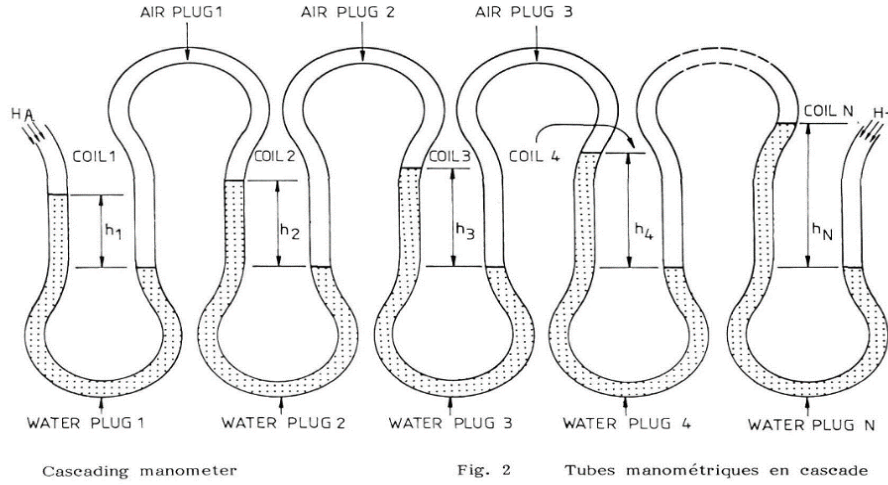 AIR PLUG 1 AIR PLUG 2 AIR PLUG 3
HA COIL N
COIL 1 COIL 2 COIL 3 COIL 4
h1 h2 h3 h4 hN
WATER PLUG 1 WATER PLUG 2 WATER PLUG 3 WATER PLUG 4 WATER PLUG N
Cascading manometer Fig. 2 Tubes manométriques en cascade